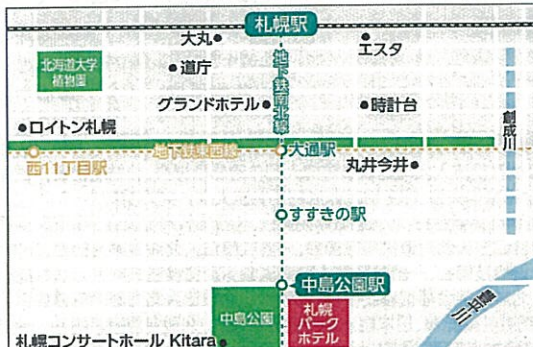 札幌駅
大丸
エスタ
北海道大学
植物園
道庁
地下鉄南北線
グランドホテル
時計台
創成川
ロイトン札幌
地下鉄東西線
大通駅
西11丁目駅
丸井今井
すすきの駅
中島公園駅
豊平川
中島公園
札幌
パーク
ホテル
札幌コンサートホール Kitara